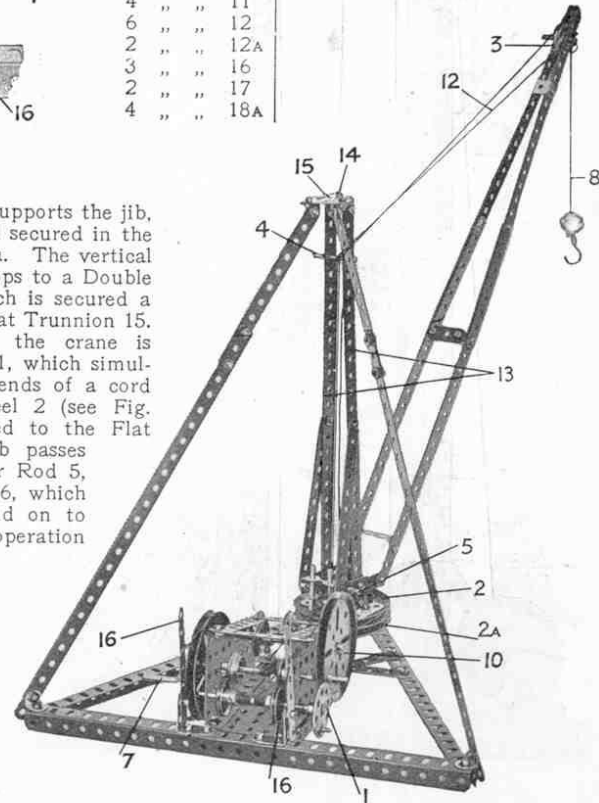 4 ,, ,, 11
6 ,, ,, 12
2 ,, ,, 12A
3 ,, ,, 16
2 ,, ,, 17
4 ,, ,, 18A
16
upports the jib,
secured in the
The vertical
ps to a Double
ch is secured a
at Trunnion 15.
the crane is
1, which simul-
ends of a cord
eel 2 (see Fig.
ed to the Flat
b passes
r Rod 5,
6, which
d on to
operation
3
12
8
15
14
4
13
5
2
2A
10
16
7
16
1